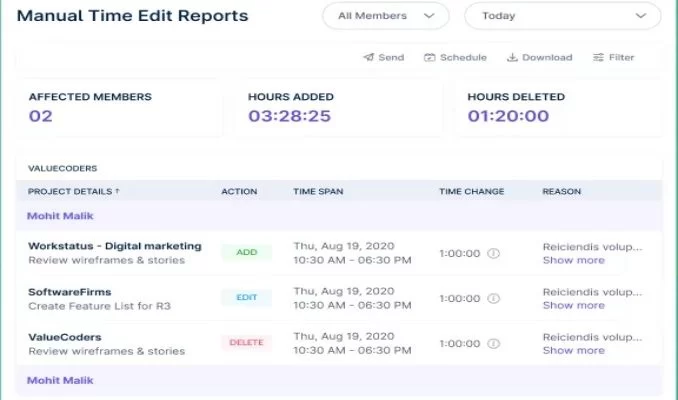 Manual Time Edit Reports
All Members
Today
Send
Schedule
Download
Filter
AFFECTED MEMBERS
02
HOURS ADDED
03:28:25
HOURS DELETED
01:20:00
VALUECODERS
PROJECT DETAILS ↑ ACTION TIME SPAN TIME CHANGE REASON
Mohit Malik
Workstatus - Digital marketing
Review wireframes & stories
ADD
Thu, Aug 19, 2020
10:30 AM - 06:30 PM
1:00:00
Reiciendis volup...
Show more
SoftwareFirms
Create Feature List for R3
EDIT
Thu, Aug 19, 2020
10:30 AM - 06:30 PM
1:00:00
Reiciendis volup...
Show more
ValueCoders
Review wireframes & stories
DELETE
Thu, Aug 19, 2020
10:30 AM - 06:30 PM
1:00:00
Reiciendis volup...
Show more
Mohit Malik